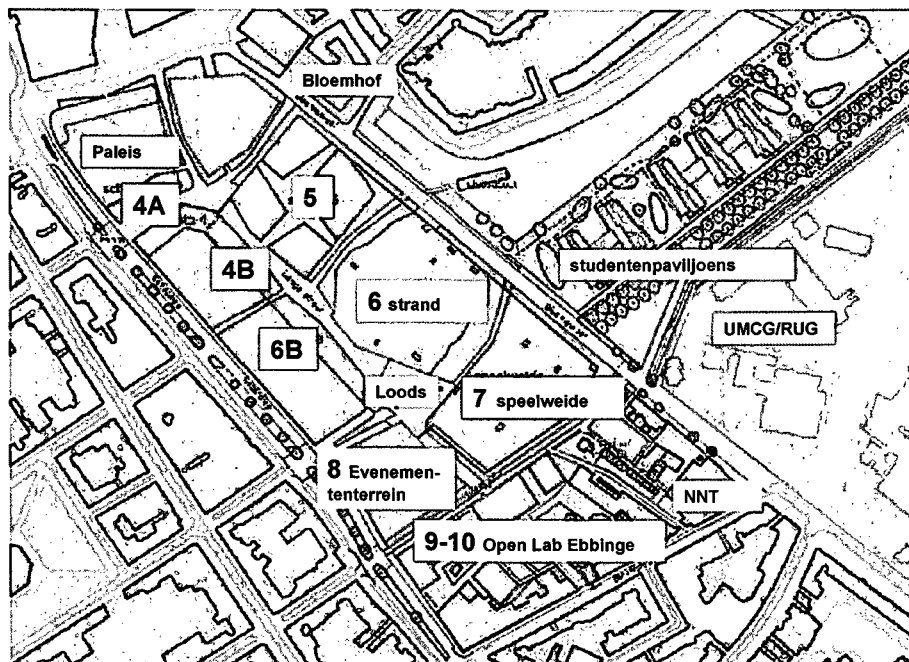 Bloemhof
Paleis
4A
5
4B
studentenpaviljoens
6 strand
UMCG/RUG
6B
Loods
7 speelweide
8 Evenemen-
tenterrein
NNT
9-10 Open Lab Ebbinge